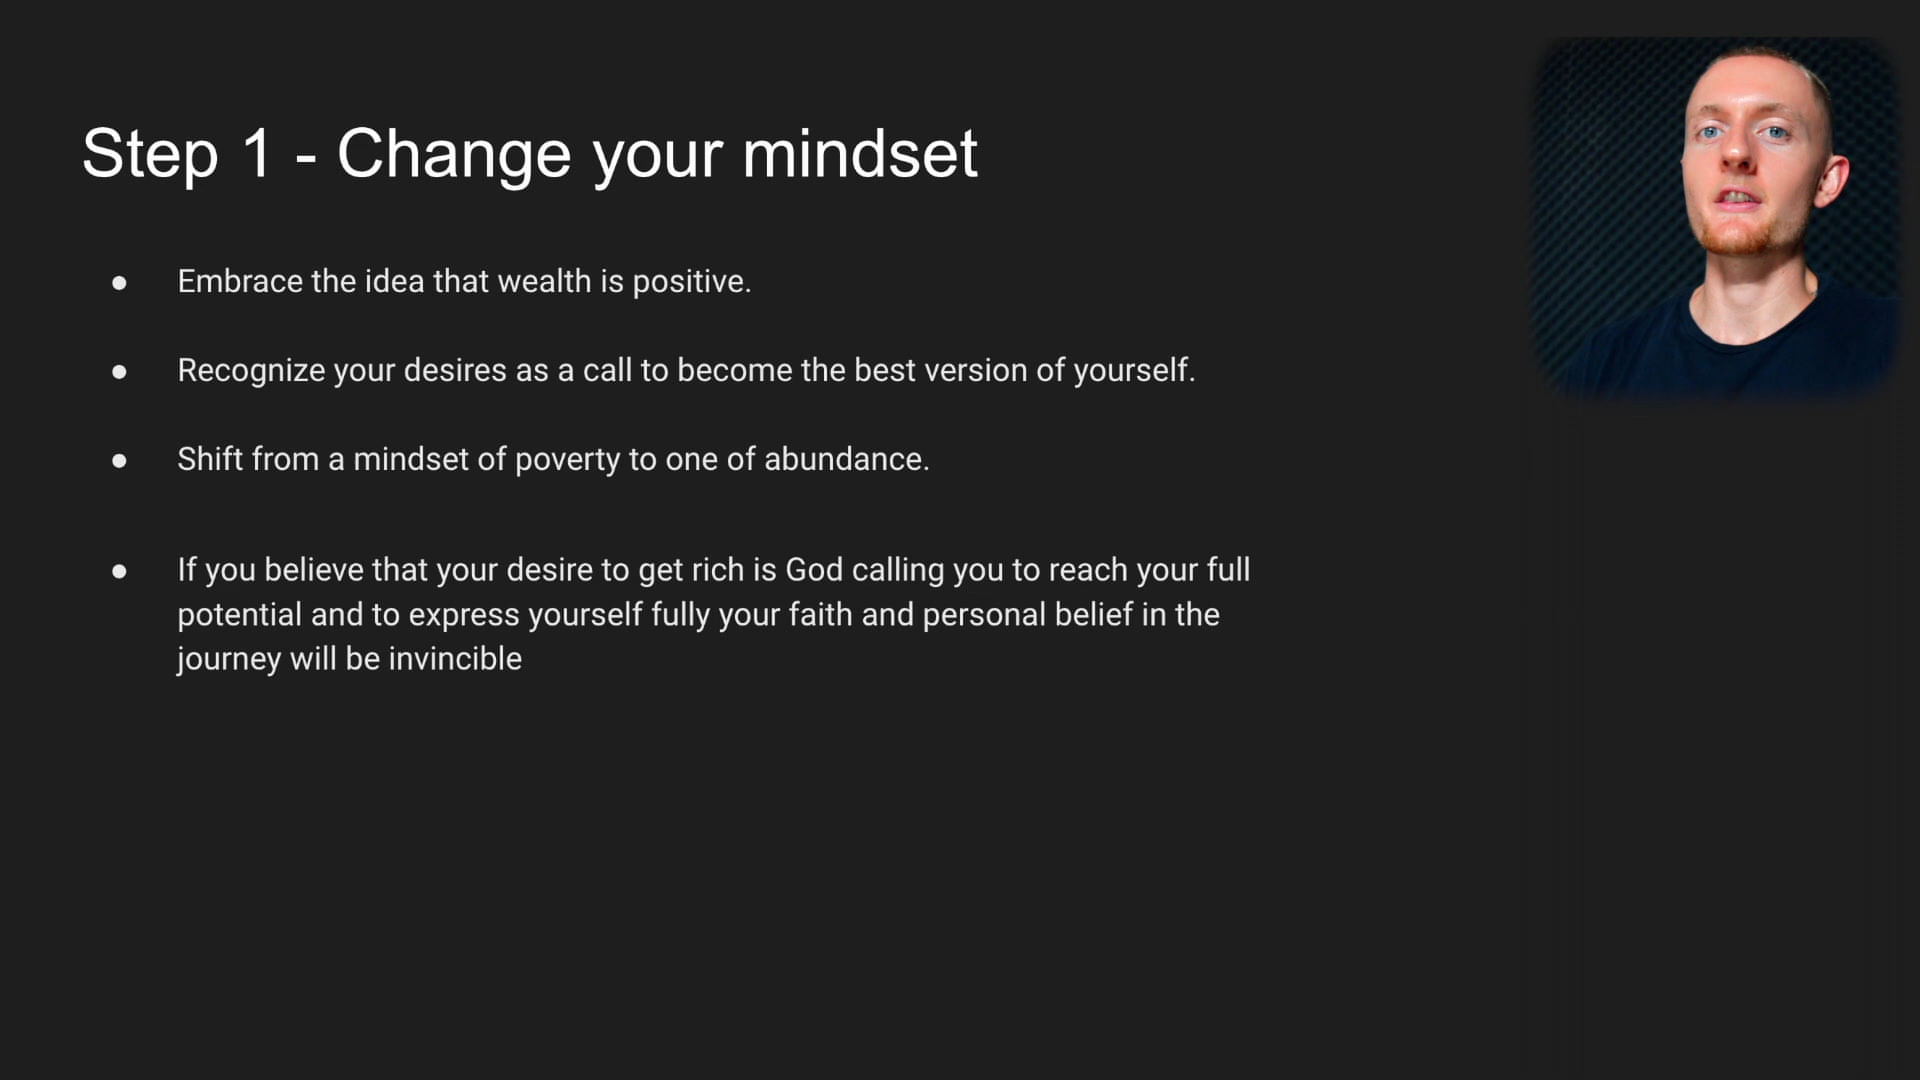 Step 1 - Change your mindset
● Embrace the idea that wealth is positive.
● Recognize your desires as a call to become the best version of yourself.
● Shift from a mindset of poverty to one of abundance.
● If you believe that your desire to get rich is God calling you to reach your full
potential and to express yourself fully your faith and personal belief in the
journey will be invincible